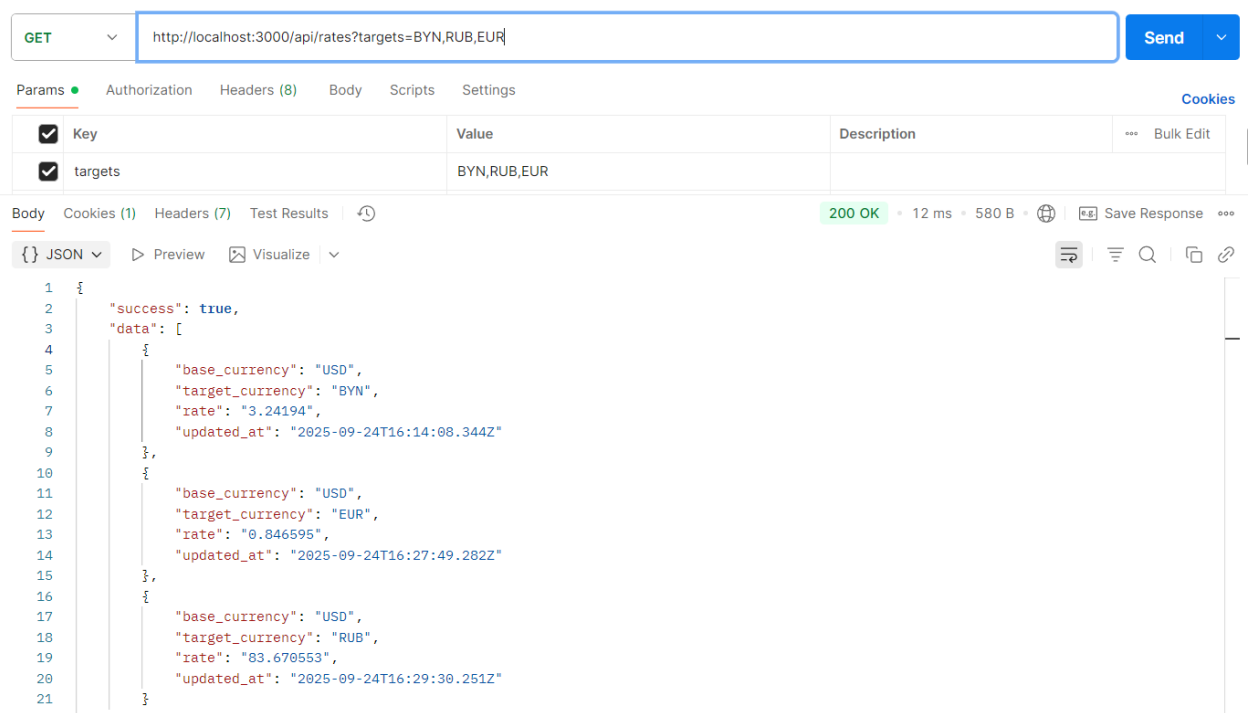 GET http://localhost:3000/api/rates?targets=BYN,RUB,EUR Send
Params Authorization Headers (8) Body Scripts Settings
Cookies
Key Value Description Bulk Edit
targets BYN,RUB,EUR
Body Cookies (1) Headers (7) Test Results 200 OK 12 ms 580 B e.g. Save Response
{} JSON Preview Visualize
1 {
2 "success": true,
3 "data": [
4 {
5 "base_currency": "USD",
6 "target_currency": "BYN",
7 "rate": "3.24194",
8 "updated_at": "2025-09-24T16:14:08.344Z"
9 },
10 {
11 "base_currency": "USD",
12 "target_currency": "EUR",
13 "rate": "0.846595",
14 "updated_at": "2025-09-24T16:27:49.282Z"
15 },
16 {
17 "base_currency": "USD",
18 "target_currency": "RUB",
19 "rate": "83.670553",
20 "updated_at": "2025-09-24T16:29:30.251Z"
21 }